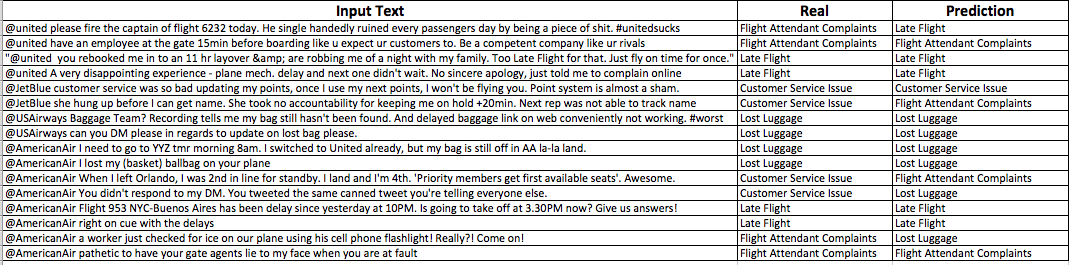 Input Text Real Prediction
@united please fire the captain of flight 6232 today. He single handedly ruined every passengers day by being a piece of shit. #unitedsucks Flight Attendant Complaints Late Flight
@united have an employee at the gate 15min before boarding like u expect ur customers to. Be a competent company like ur rivals Flight Attendant Complaints Flight Attendant Complaints
"@united  you rebooked me in to an 11 hr layover &amp; are robbing me of a night with my family. Too Late Flight for that. Just fly on time for once." Late Flight Late Flight
@united A very disappointing experience - plane mech. delay and next one didn't wait. No sincere apology, just told me to complain online Late Flight Late Flight
@JetBlue customer service was so bad updating my points, once I use my next points, I won't be flying you. Point system is almost a sham. Customer Service Issue Customer Service Issue
@JetBlue she hung up before I can get name. She took no accountability for keeping me on hold +20min. Next rep was not able to track name Customer Service Issue Flight Attendant Complaints
@USAirways Baggage Team? Recording tells me my bag still hasn't been found. And delayed baggage link on web conveniently not working. #worst Lost Luggage Lost Luggage
@USAirways can you DM please in regards to update on lost bag please. Lost Luggage Lost Luggage
@AmericanAir I need to go to YYZ tmr morning 8am. I switched to United already, but my bag is still off in AA la-la land. Lost Luggage Lost Luggage
@AmericanAir I lost my (basket) ballbag on your plane Lost Luggage Lost Luggage
@AmericanAir When I left Orlando, I was 2nd in line for standby. I land and I'm 4th. 'Priority members get first available seats'. Awesome. Customer Service Issue Flight Attendant Complaints
@AmericanAir You didn't respond to my DM. You tweeted the same canned tweet you're telling everyone else. Customer Service Issue Lost Luggage
@AmericanAir Flight 953 NYC-Buenos Aires has been delay since yesterday at 10PM. Is going to take off at 3.30PM now? Give us answers! Late Flight Late Flight
@AmericanAir right on cue with the delays Late Flight Late Flight
@AmericanAir a worker just checked for ice on our plane using his cell phone flashlight! Really?! Come on! Flight Attendant Complaints Lost Luggage
@AmericanAir pathetic to have your gate agents lie to my face when you are at fault Flight Attendant Complaints Flight Attendant Complaints